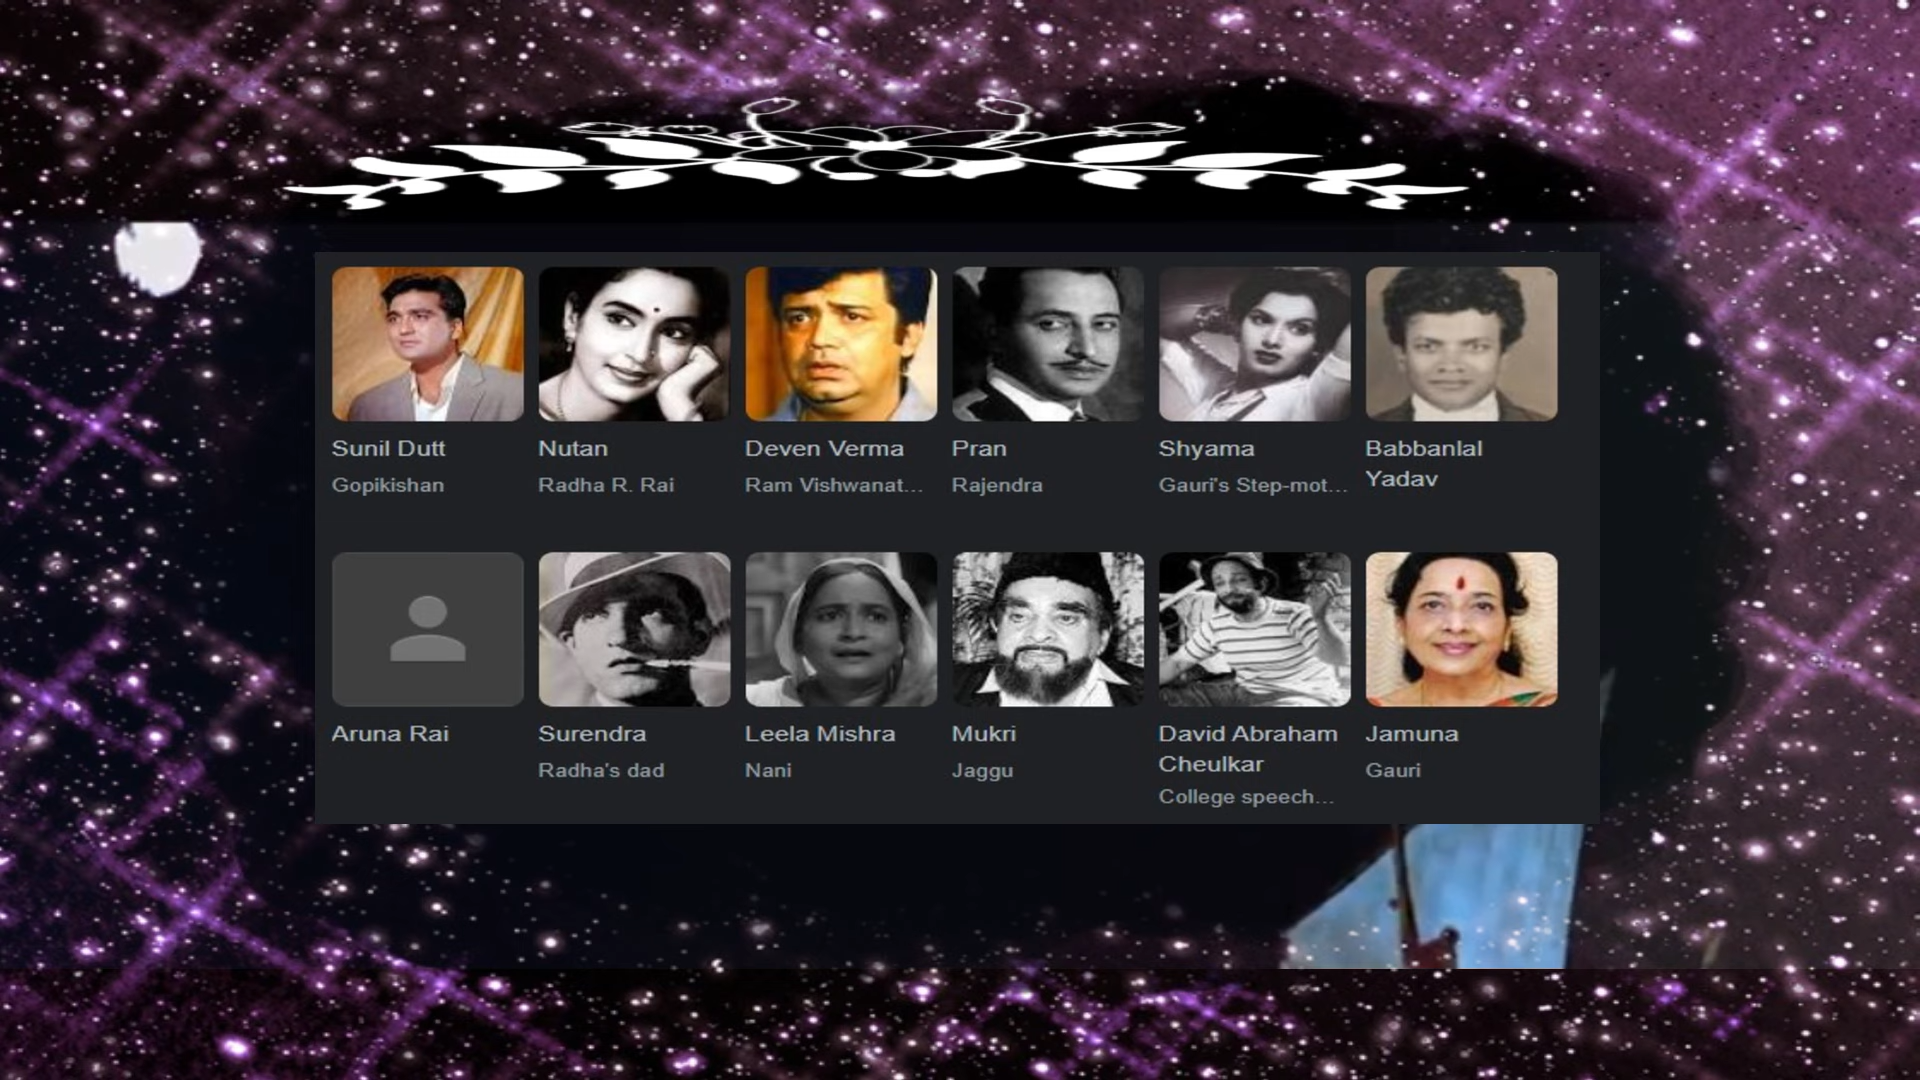 Sunil Dutt
Gopikishan
Nutan
Radha R. Rai
Deven Verma
Ram Vishwanat...
Pran
Rajendra
Shyama
Gauri's Step-mot...
Babbanlal
Yadav
Aruna Rai
Surendra
Radha's dad
Leela Mishra
Nani
Mukri
Jaggu
David Abraham
Cheulkar
College speech...
Jamuna
Gauri